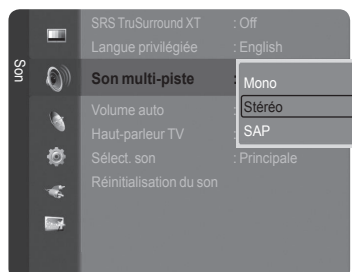 Son
SRS TruSurround XT : Off
Langue privilégiée : English
Son multi-piste :
Mono
Stéréo
SAP
Volume auto
Haut-parleur TV
Sélect. son : Principale
Réinitialisation du son